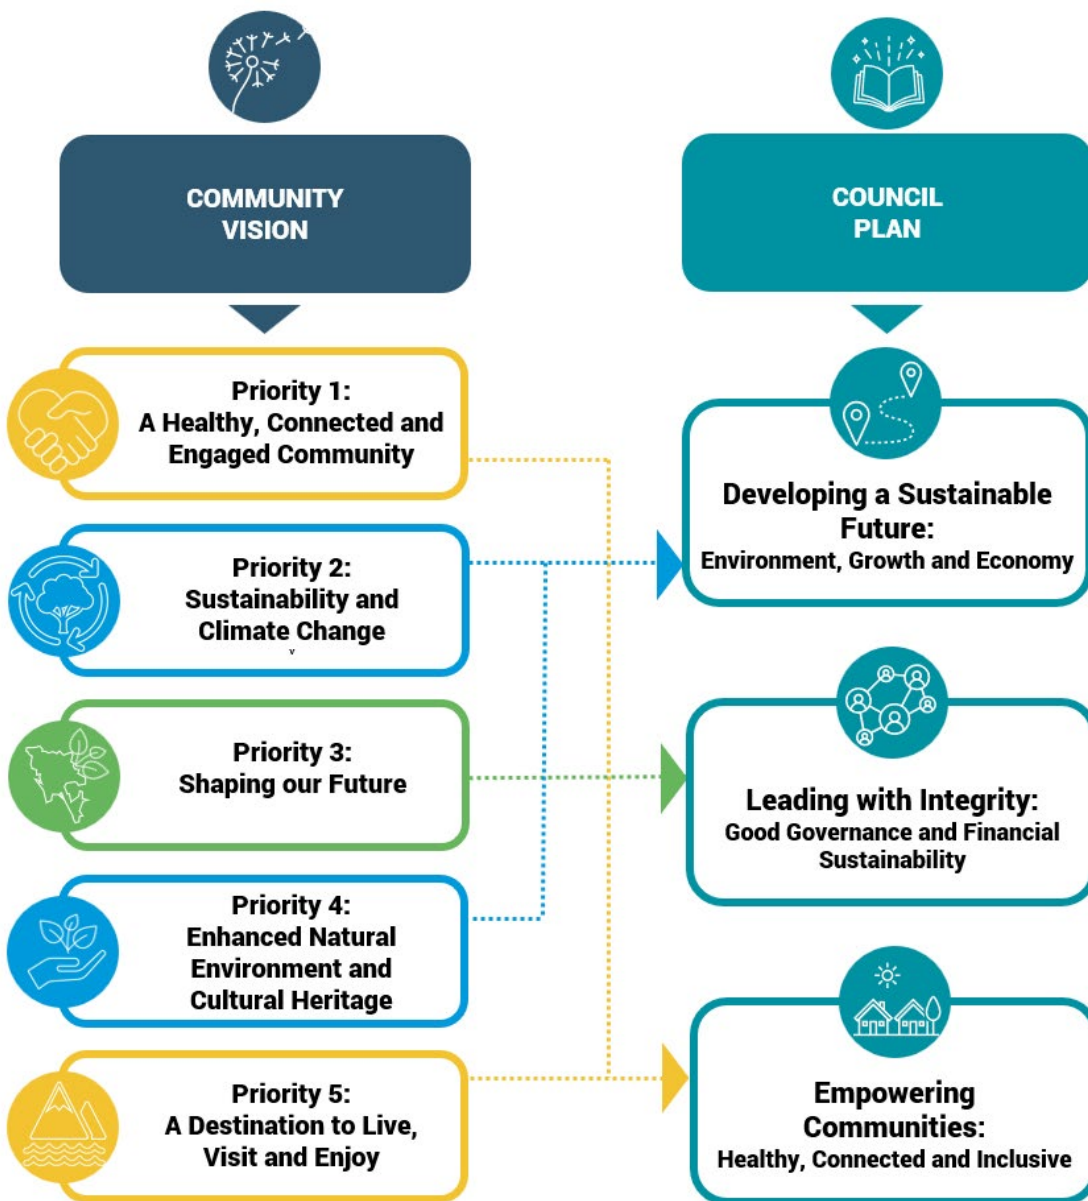 COMMUNITY
VISION
COUNCIL
PLAN
Priority 1:
A Healthy, Connected and
Engaged Community
Priority 2:
Sustainability and
Climate Change
v
Priority 3:
Shaping our Future
Priority 4:
Enhanced Natural
Environment and
Cultural Heritage
Priority 5:
A Destination to Live,
Visit and Enjoy
Developing a Sustainable
Future:
Environment, Growth and Economy
Leading with Integrity:
Good Governance and Financial
Sustainability
Empowering
Communities:
Healthy, Connected and Inclusive